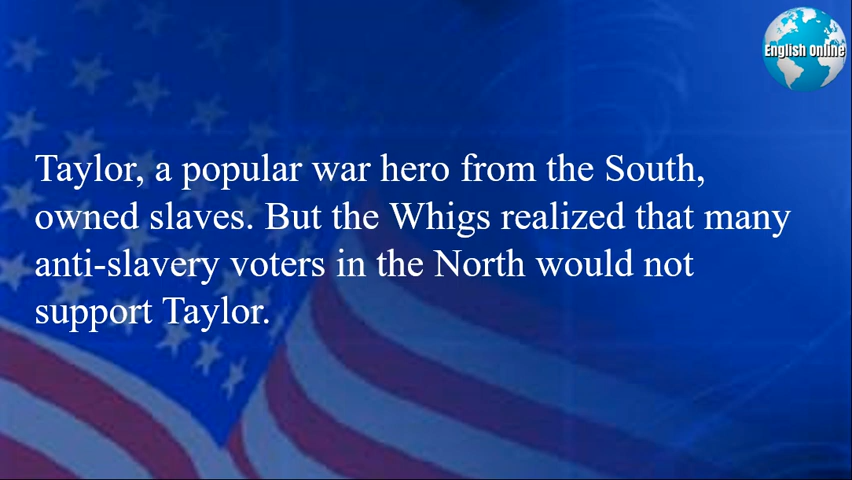 English Online
Taylor, a popular war hero from the South,
owned slaves. But the Whigs realized that many
anti-slavery voters in the North would not
support Taylor.